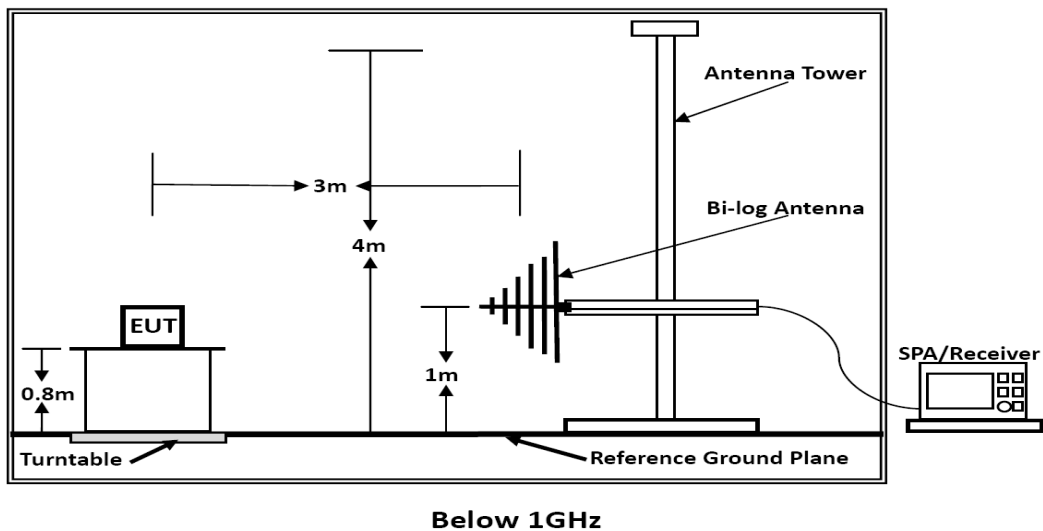 Antenna Tower
3m
Bi-log Antenna
4m
EUT
SPA/Receiver
1m
0.8m
Turntable
Reference Ground Plane
Below 1GHz